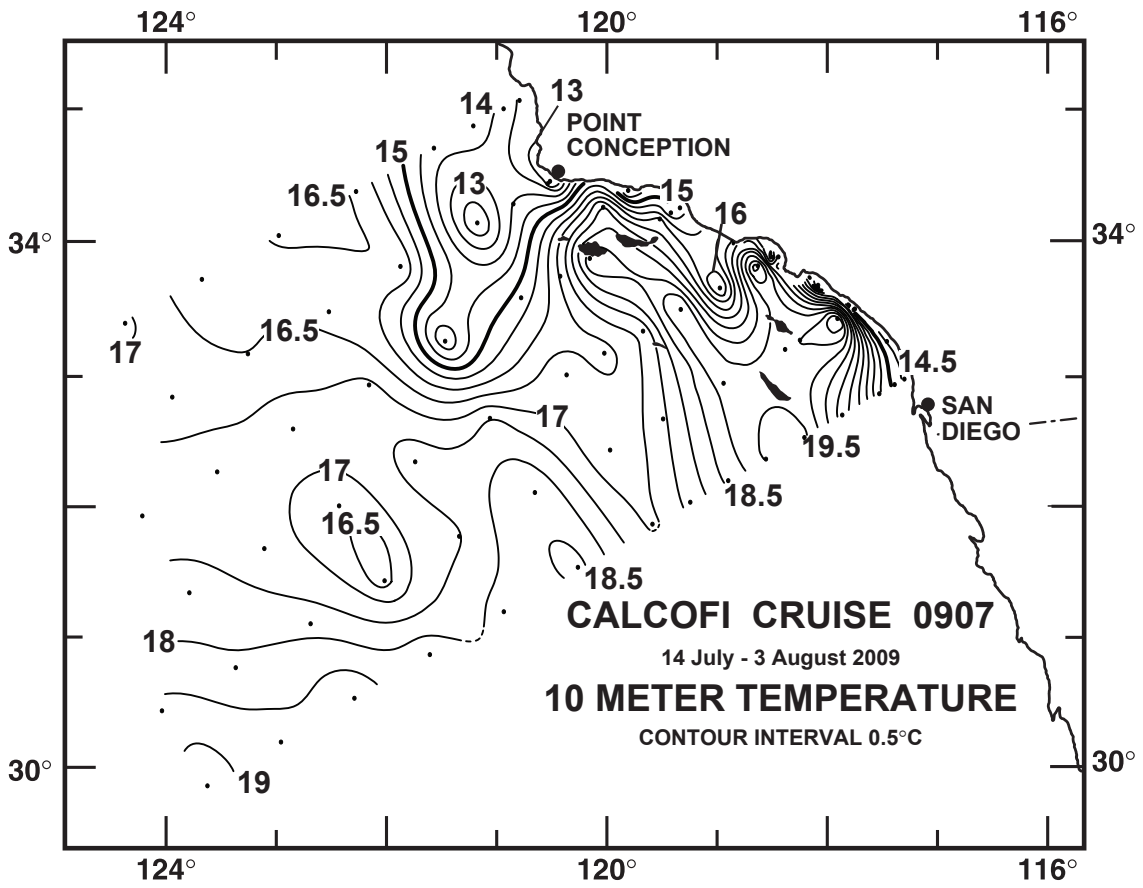 124° 120° 116°
13
14
POINT
CONCEPTION
15
13
16.5
15
16
34° 34°
16.5
17
14.5
SAN
DIEGO
17
19.5
17
18.5
16.5
18.5
CALCOFI CRUISE 0907
18
14 July - 3 August 2009
10 METER TEMPERATURE
CONTOUR INTERVAL 0.5°C
30° 30°
19
124° 120° 116°